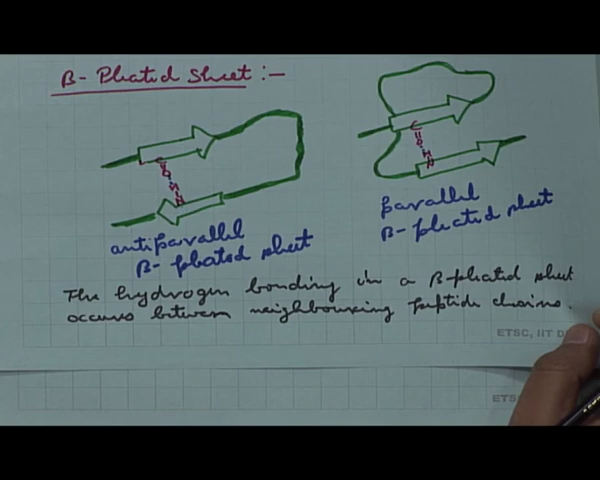 β- Pleated Sheet :-
C
O
H
N
C
O
H
N
antiparallel
β- pleated sheet
parallel
β- pleated sheet
The hydrogen bonding in a β-pleated sheet
occurs between neighbouring peptide chains.
ETSC, IIT D
ETS